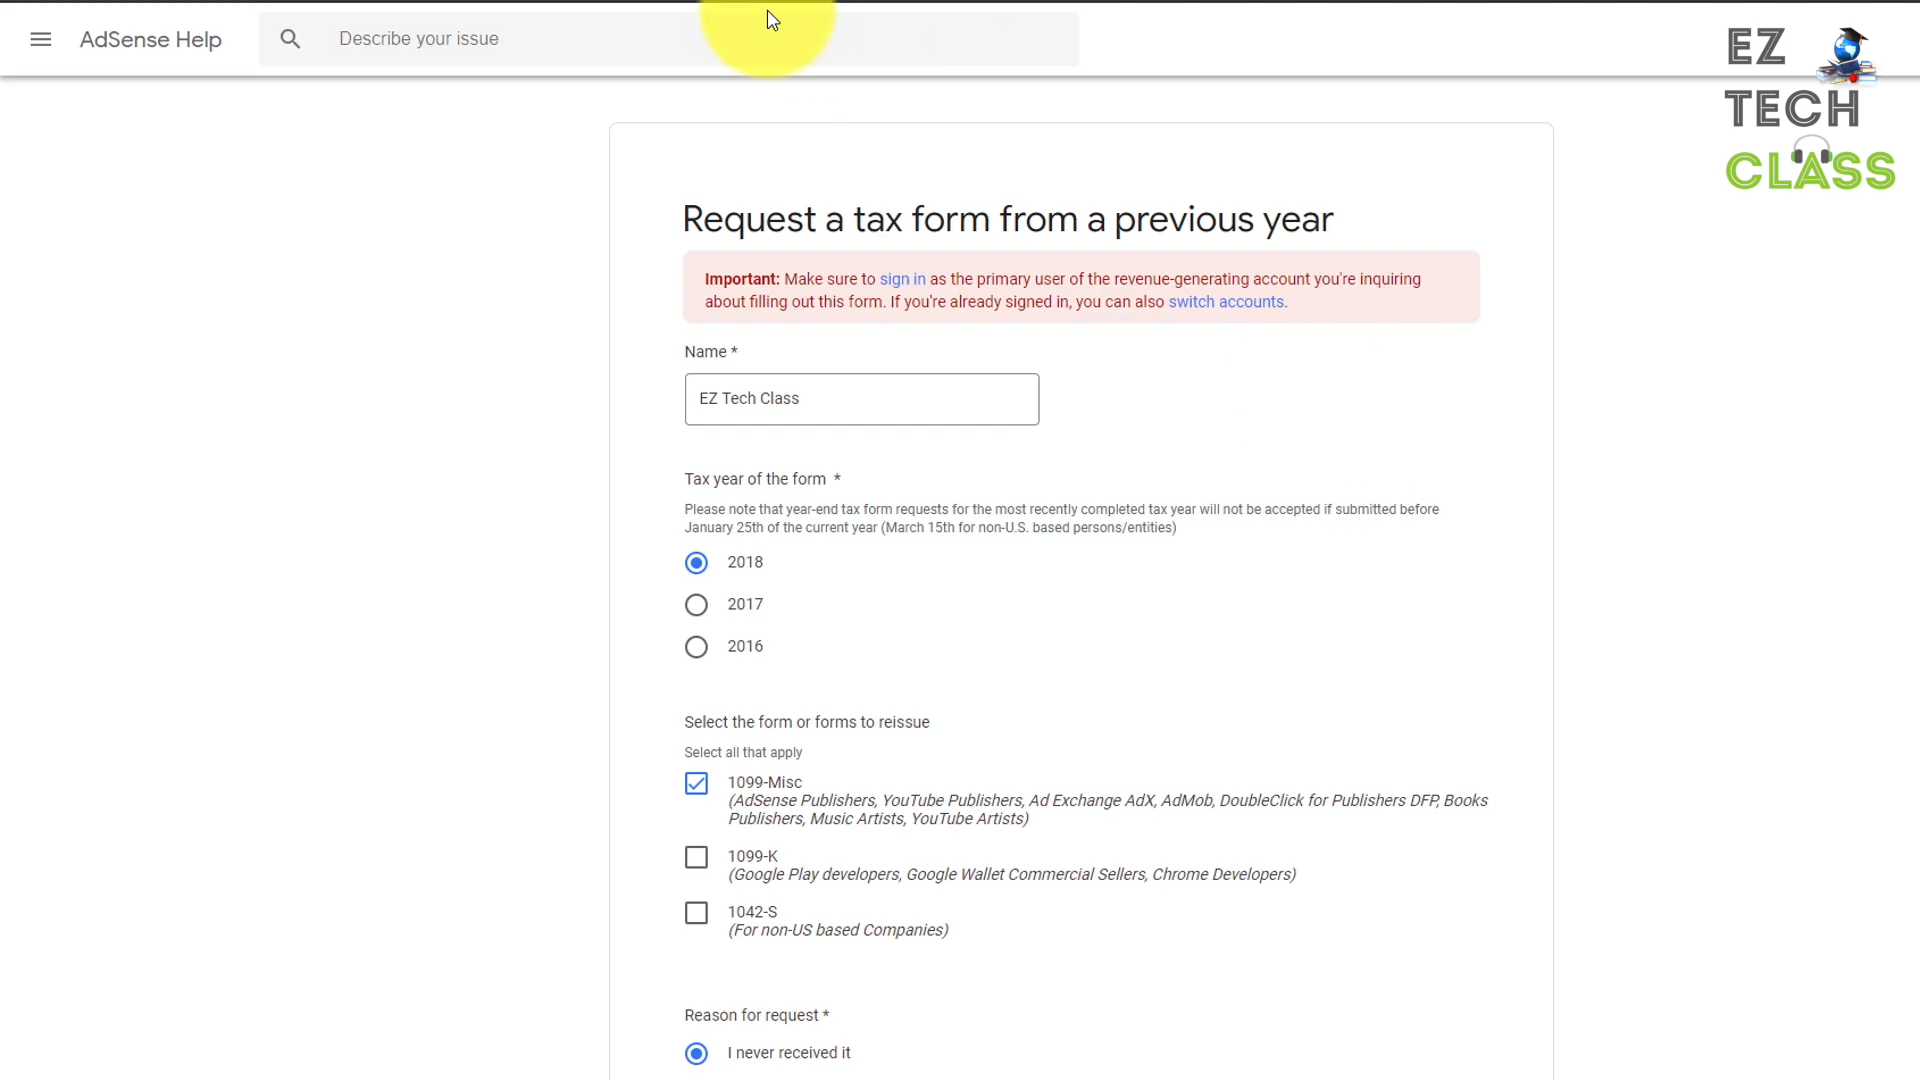 AdSense Help
Describe your issue
EZ
TECH
CLASS
Request a tax form from a previous year
Important: Make sure to sign in as the primary user of the revenue-generating account you're inquiring
about filling out this form. If you're already signed in, you can also switch accounts.
Name *
EZ Tech Class
Tax year of the form *
Please note that year-end tax form requests for the most recently completed tax year will not be accepted if submitted before
January 25th of the current year (March 15th for non-U.S. based persons/entities)
2018
2017
2016
Select the form or forms to reissue
Select all that apply
1099-Misc
(AdSense Publishers, YouTube Publishers, Ad Exchange AdX, AdMob, DoubleClick for Publishers DFP, Books
Publishers, Music Artists, YouTube Artists)
1099-K
(Google Play developers, Google Wallet Commercial Sellers, Chrome Developers)
1042-S
(For non-US based Companies)
Reason for request *
I never received it